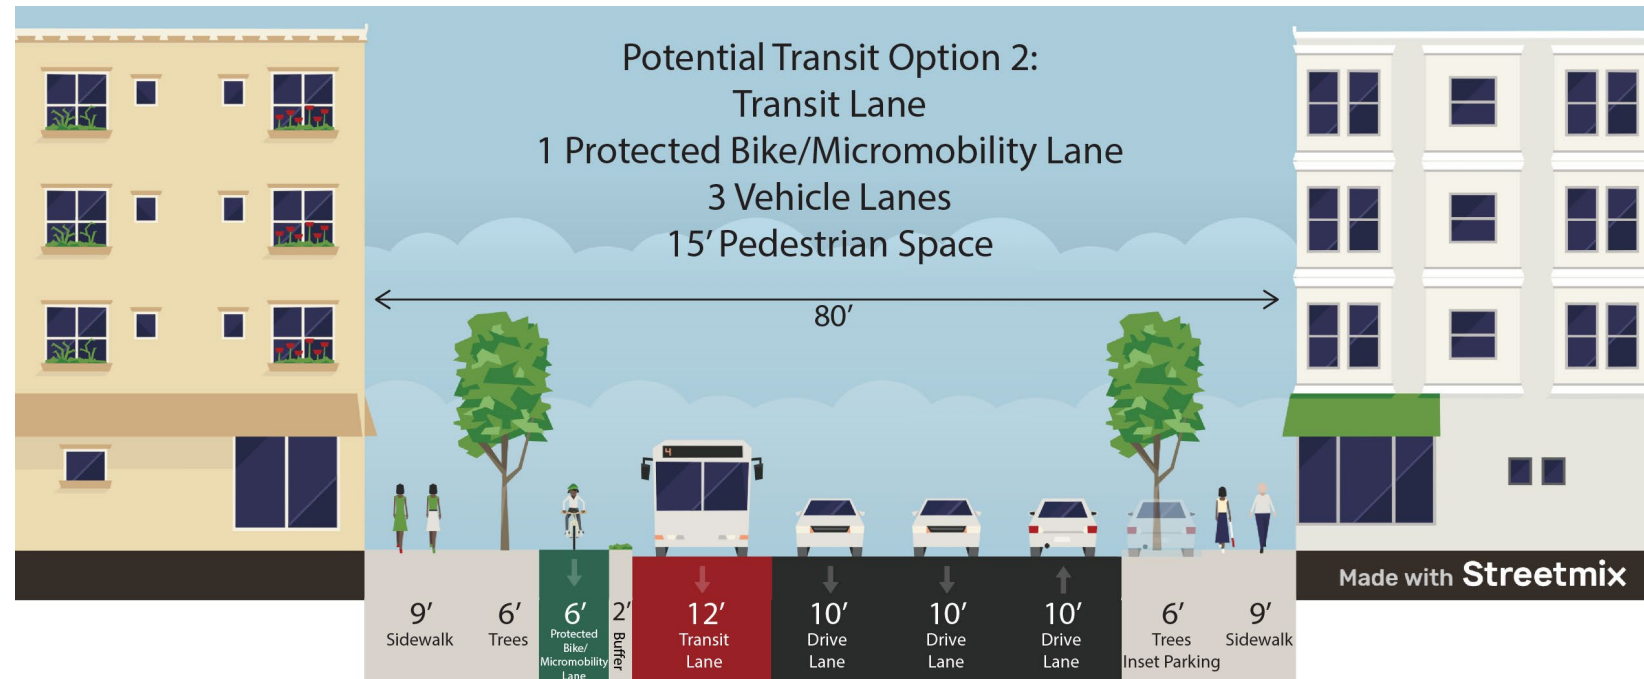 Potential Transit Option 2:
Transit Lane
1 Protected Bike/Micromobility Lane
3 Vehicle Lanes
15’ Pedestrian Space
80’
4
9’
Sidewalk
6’
Trees
6’
Protected
Bike/
Micromobility
Lane
2’
Buffer
12’
Transit
Lane
10’
Drive
Lane
10’
Drive
Lane
10’
Drive
Lane
6’
Trees
Inset Parking
9’
Sidewalk
Made with Streetmix